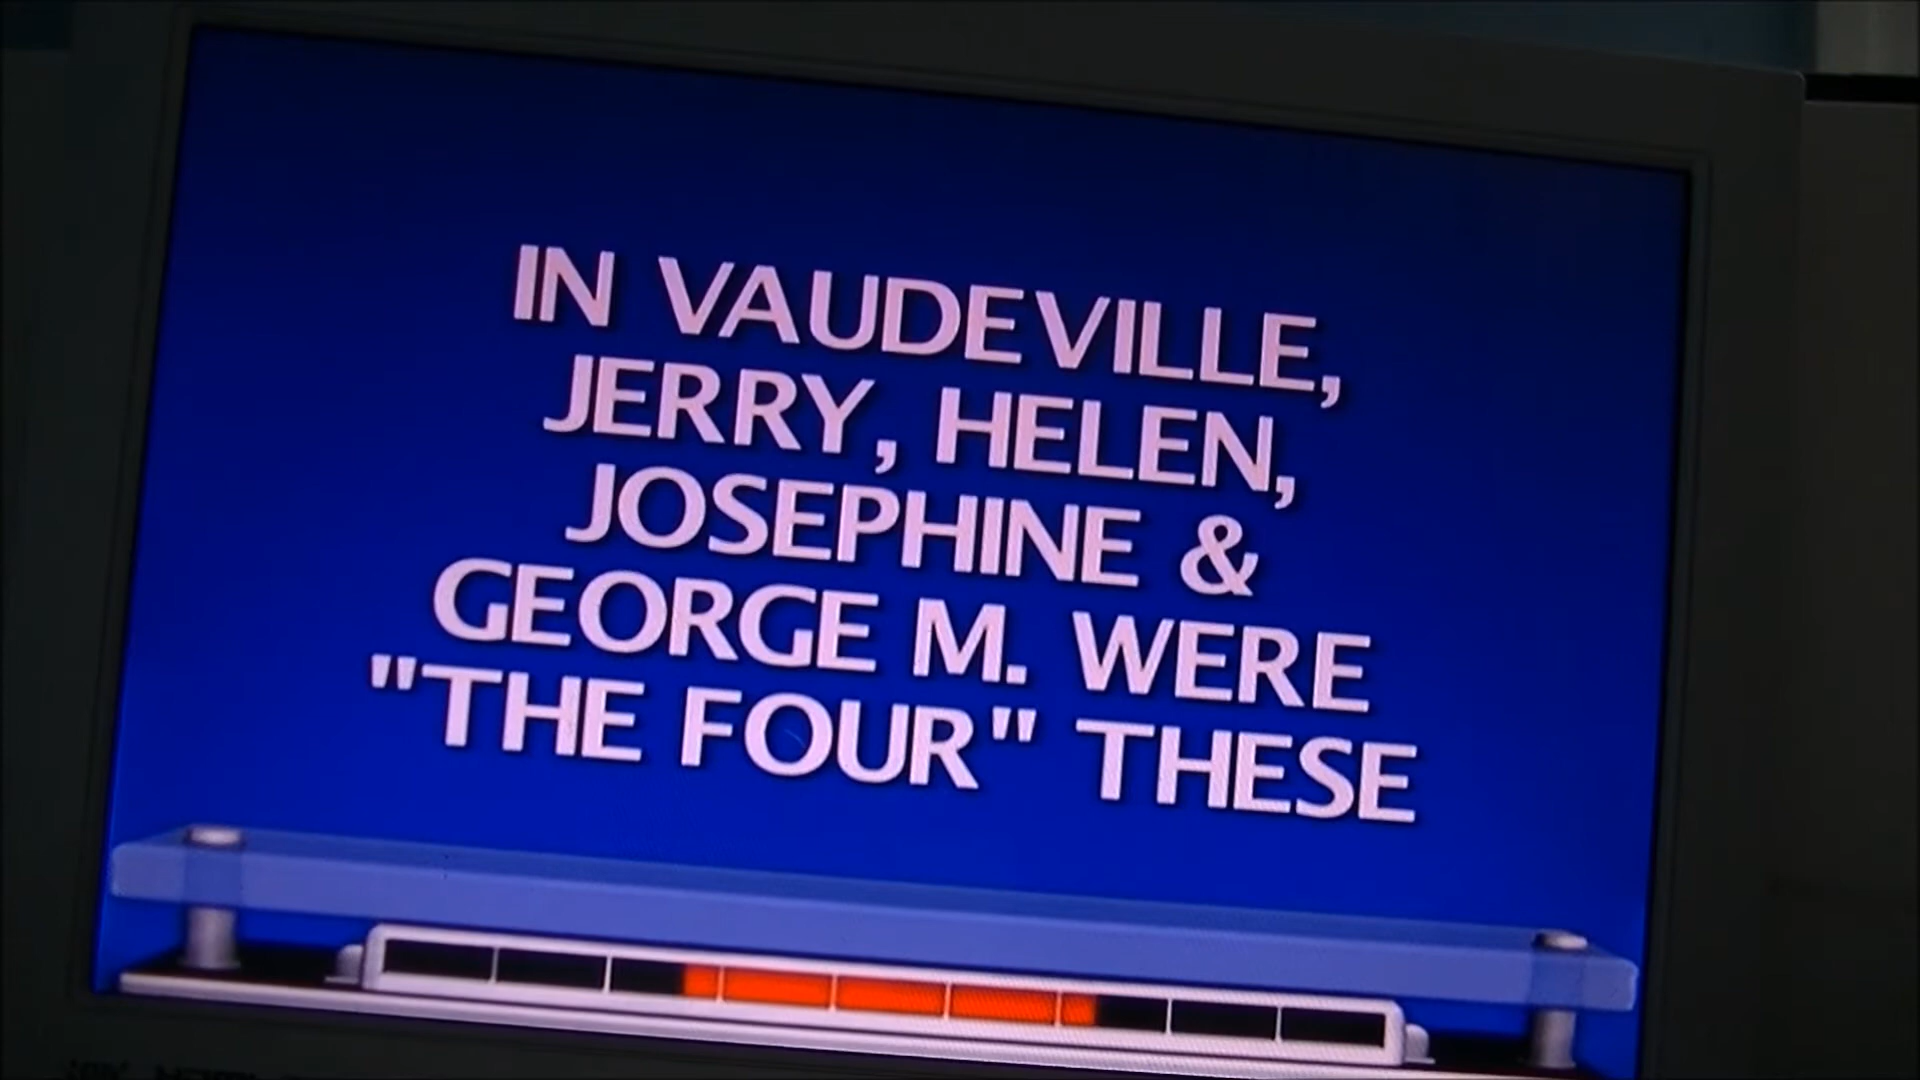 IN VAUDEVILLE,
JERRY, HELEN,
JOSEPHINE &
GEORGE M. WERE
"THE FOUR" THESE